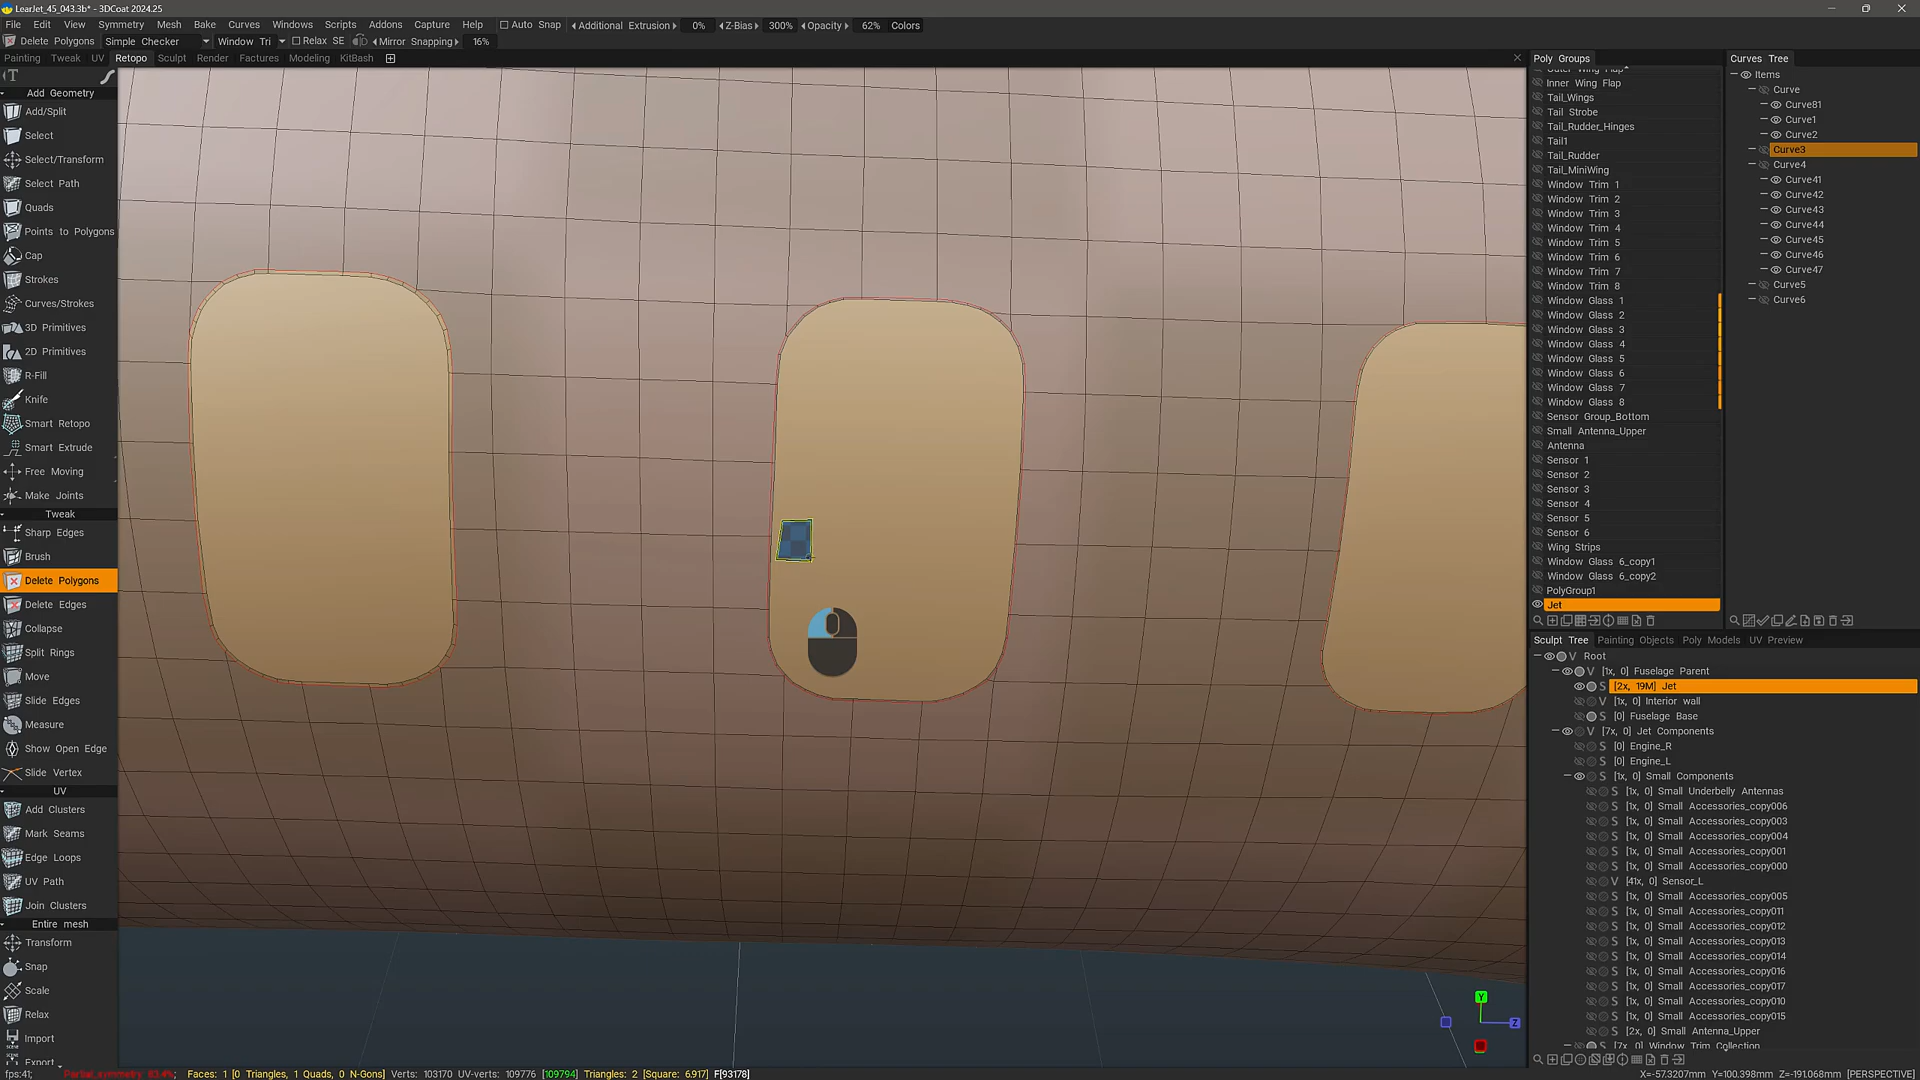 LearJet_45_043.3b* - 3DCoat 2024.25
File Edit View Symmetry Mesh Bake Curves Windows Scripts Addons Capture Help Auto Snap Additional Extrusion 0% Z-Bias 300% Opacity 62% Colors
Delete Polygons Simple Checker Window Tri Relax SE Mirror Snapping 16%
Painting Tweak UV Retopo Sculpt Render Factures Modeling KitBash
Add Geometry
Add/Split
Select
Select/Transform
Select Path
Quads
Points to Polygons
Cap
Strokes
Curves/Strokes
3D Primitives
2D Primitives
R-Fill
Knife
Smart Retopo
Smart Extrude
Free Moving
Make Joints
Tweak
Sharp Edges
Brush
Delete Polygons
Delete Edges
Collapse
Split Rings
Move
Slide Edges
Measure
Show Open Edge
Slide Vertex
UV
Add Clusters
Mark Seams
Edge Loops
UV Path
Join Clusters
Entire mesh
Transform
Snap
Scale
Relax
Import
Export
Poly Groups
Outer Wing Flap
Inner Wing Flap
Tail_Wings
Tail Strobe
Tail_Rudder_Hinges
Tail1
Tail_Rudder
Tail_MiniWing
Window Trim 1
Window Trim 2
Window Trim 3
Window Trim 4
Window Trim 5
Window Trim 6
Window Trim 7
Window Trim 8
Window Glass 1
Window Glass 2
Window Glass 3
Window Glass 4
Window Glass 5
Window Glass 6
Window Glass 7
Window Glass 8
Sensor Group_Bottom
Small Antenna_Upper
Antenna
Sensor 1
Sensor 2
Sensor 3
Sensor 4
Sensor 5
Sensor 6
Wing Strips
Window Glass 6_copy1
Window Glass 6_copy2
PolyGroup1
Jet
Curves Tree
Items
Curve
Curve81
Curve1
Curve2
Curve3
Curve4
Curve41
Curve42
Curve43
Curve44
Curve45
Curve46
Curve47
Curve5
Curve6
Sculpt Tree Painting Objects Poly Models UV Preview
V Root
V [1x, 0] Fuselage Parent
S [2x, 19M] Jet
V [1x, 0] Interior wall
S [0] Fuselage Base
V [7x, 0] Jet Components
S [0] Engine_R
S [0] Engine_L
S [1x, 0] Small Components
S [1x, 0] Small Underbelly Antennas
S [1x, 0] Small Accessories_copy006
S [1x, 0] Small Accessories_copy003
S [1x, 0] Small Accessories_copy004
S [1x, 0] Small Accessories_copy001
S [1x, 0] Small Accessories_copy000
V [41x, 0] Sensor_L
S [1x, 0] Small Accessories_copy005
S [1x, 0] Small Accessories_copy011
S [1x, 0] Small Accessories_copy012
S [1x, 0] Small Accessories_copy013
S [1x, 0] Small Accessories_copy014
S [1x, 0] Small Accessories_copy016
S [1x, 0] Small Accessories_copy017
S [1x, 0] Small Accessories_copy010
S [1x, 0] Small Accessories_copy015
S [2x, 0] Small Antenna_Upper
S [7x, 0] Window Trim Collection
Y
Z
fps:41; Partial_symmetry 83.4%; Faces: 1 [0 Triangles, 1 Quads, 0 N-Gons] Verts: 103170 UV-verts: 109776 [109794] Triangles: 2 [Square: 6.917] F[93178] X=-57.3207mm Y=100.398mm Z=-191.068mm [PERSPECTIVE]